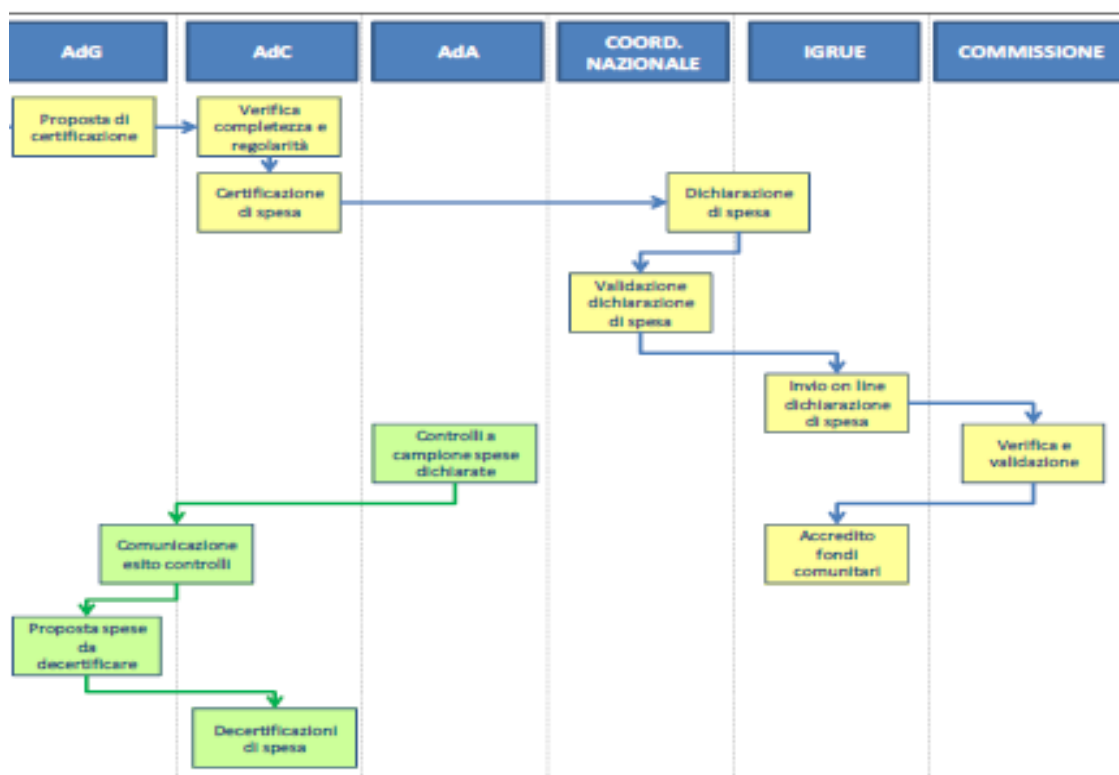 AdG
AdC
AdA
COORD.
NAZIONALE
IGRUE
COMMISSIONE
Proposta di
certificazione
Verifica
completezza e
regolarità
Certificazione
di spesa
Dichiarazione
di spesa
Validazione
dichiarazione
di spesa
Invio on line
dichiarazione
di spesa
Controlli a
campione spese
dichiarate
Verifica e
validazione
Comunicazione
esito controlli
Accredito
fondi
comunitari
Proposta spese
da
decertificare
Decertificazioni
di spesa